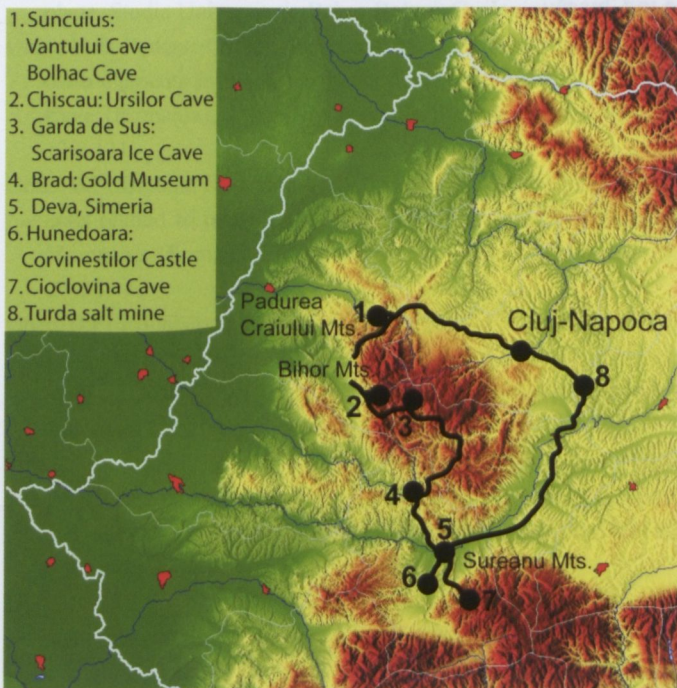 1. Suncuius:
Vantului Cave
Bolhac Cave
2. Chiscau: Ursilor Cave
3. Garda de Sus:
Scarisoara Ice Cave
4. Brad: Gold Museum
5. Deva, Simeria
6. Hunedoara:
Corvinestilor Castle
7. Cioclovina Cave
8. Turda salt mine
Padurea
Craiului Mts.
1
Cluj-Napoca
Bihor Mts.
2
3
8
4
5
Sureanu Mts.
6
7